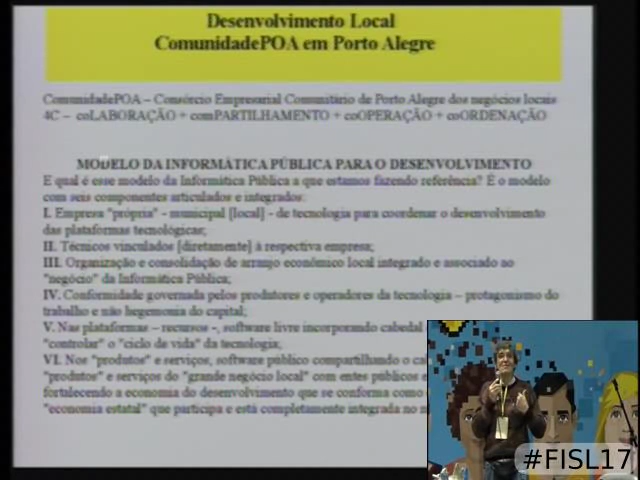 Desenvolvimento Local
ComunidadePOA em Porto Alegre
ComunidadePOA – Consórcio Empresarial Comunitário de Porto Alegre dos negócios locais
4C – coLABORAÇÃO + comPARTILHAMENTO + coOPERAÇÃO + coORDENAÇÃO
MODELO DA INFORMÁTICA PÚBLICA PARA O DESENVOLVIMENTO
E qual é esse modelo da Informática Pública a que estamos fazendo referência? É o modelo
com seis componentes articulados e integrados:
I. Empresa "própria" - municipal [local] - de tecnologia para coordenar o desenvolvimento
das plataformas tecnológicas;
II. Técnicos vinculados [diretamente] à respectiva empresa;
III. Organização e consolidação de arranjo econômico local integrado e associado ao
"negócio" da Informática Pública;
IV. Conformidade governada pelos produtores e operadores da tecnologia – protagonismo do
trabalho e não hegemonia do capital;
V. Nas plataformas – recursos -, software livre incorporando cabedal
"controlar" o "ciclo de vida" da tecnologia;
VI. Nos "produtos" e serviços, software público compartilhando o
"produtos" e serviços do "grande negócio local" com entes públicos
fortalecendo a economia do desenvolvimento que se conforma como
"economia estatal" que participa e está completamente integrada no
#FISL17